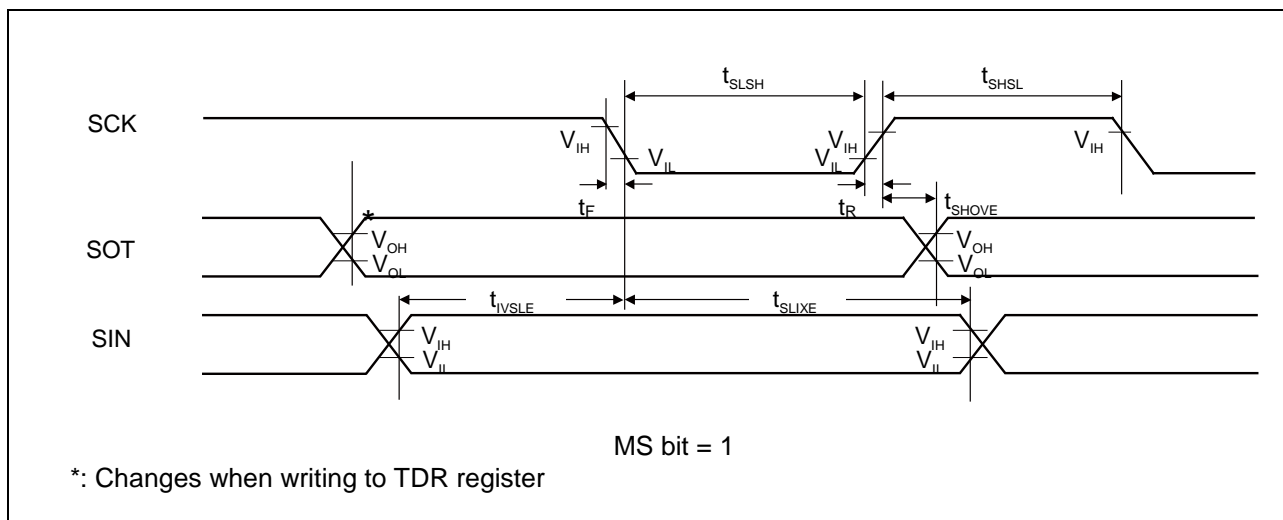 tSLSH tSHSL
SCK
VIH VIL VIL VIH VIH
tF tR tSHOVE
*
SOT
VOH VOH
VOL VOL
tIVSLE tSLIXE
SIN
VIH VIH
VIL VIL
MS bit = 1
*: Changes when writing to TDR register